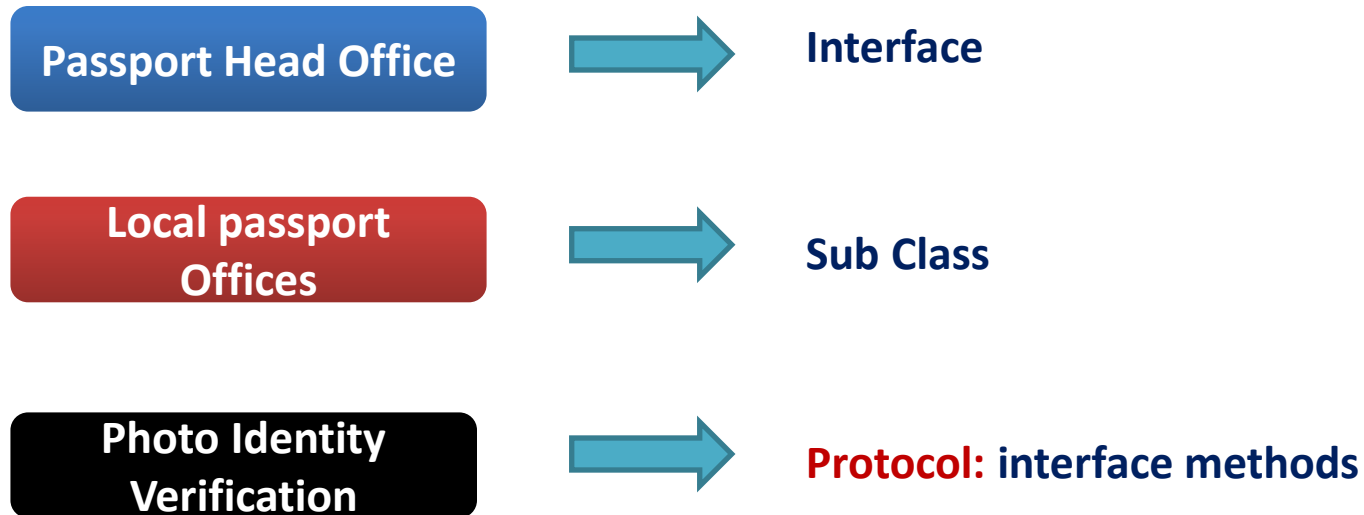 Passport Head Office
Interface
Local passport
Offices
Sub Class
Photo Identity
Verification
Protocol: interface methods